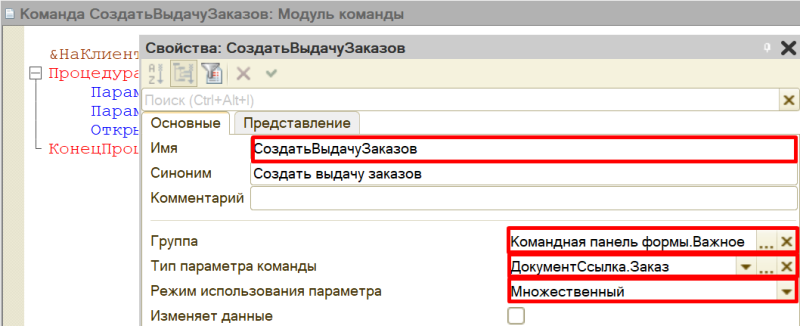 Команда СоздатьВыдачуЗаказов: Модуль команды
&НаКлиент
Процедура
Парам
Парам
Откры
КонецПроц
Свойства: СоздатьВыдачуЗаказов
Поиск (Ctrl+Alt+I)
Основные Представление
Имя СоздатьВыдачуЗаказов
Синоним Создать выдачу заказов
Комментарий
Группа Командная панель формы.Важное ...
Тип параметра команды ДокументСсылка.Заказ ...
Режим использования параметра Множественный
Изменяет данные